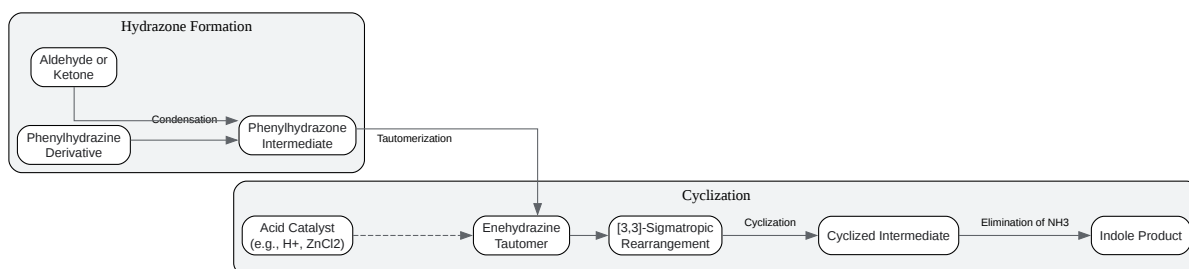 Hydrazone Formation
Aldehyde or
Ketone
Condensation
Phenylhydrazine
Derivative
Phenylhydrazone
Intermediate
Tautomerization
Cyclization
Acid Catalyst
(e.g., H+, ZnCl2)
Enehydrazine
Tautomer
[3,3]-Sigmatropic
Rearrangement
Cyclization
Cyclized Intermediate
Elimination of NH3
Indole Product